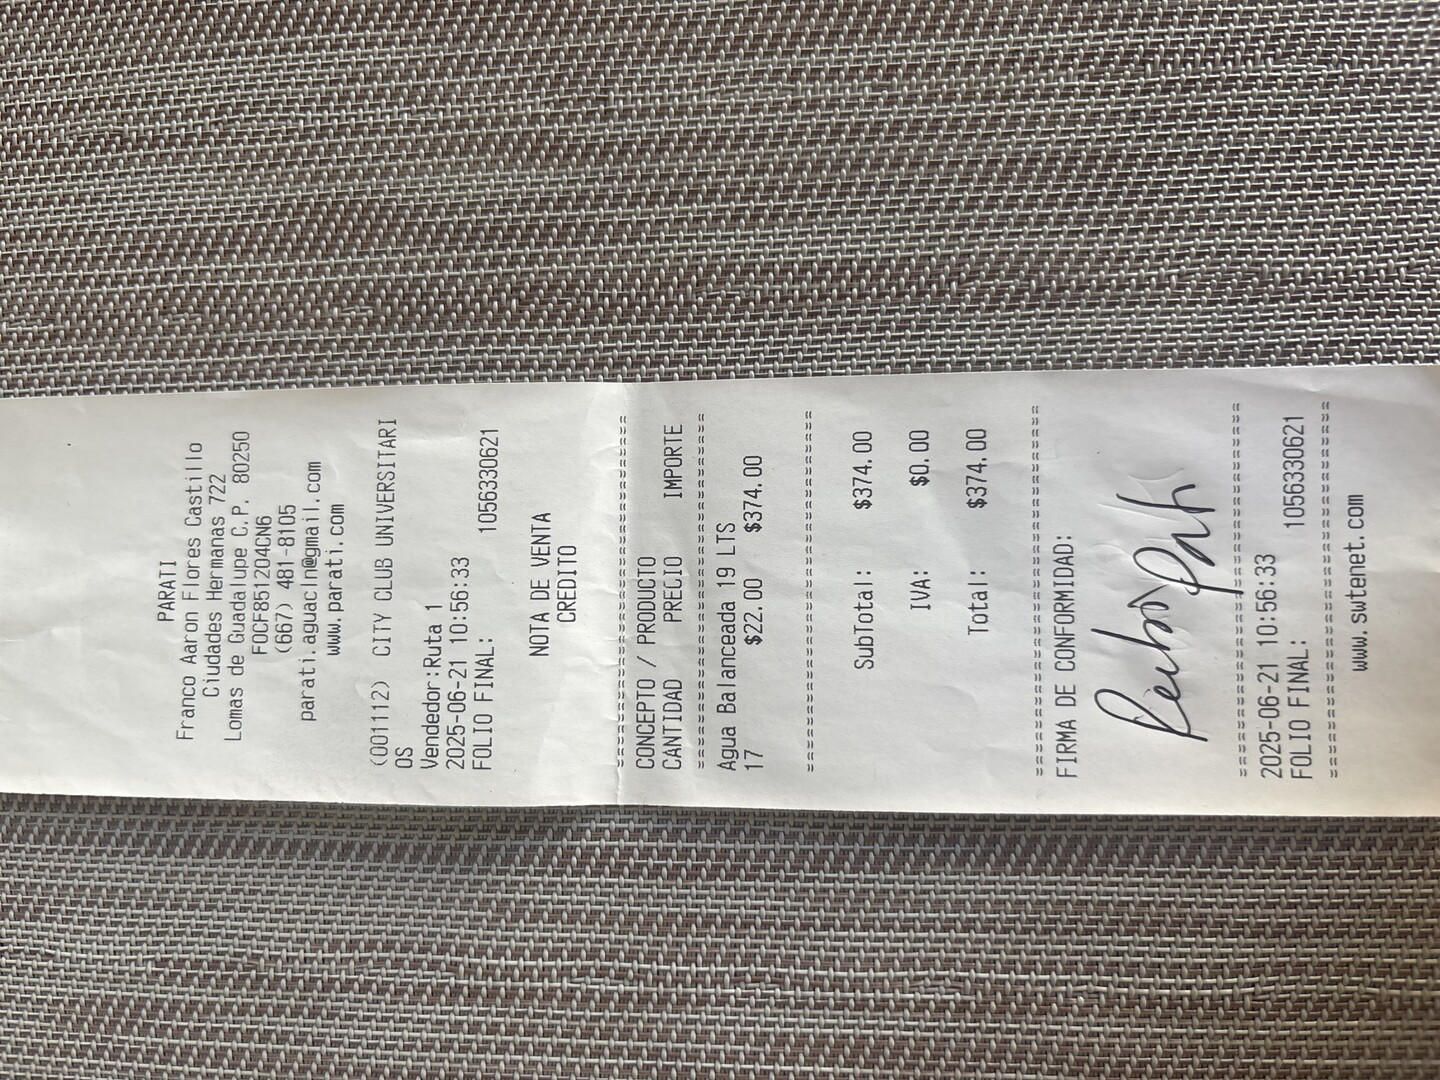 PARATI
Franco Aaron Flores Castillo
Ciudades Hermanas 722
Lomas de Guadalupe C.P. 80250
FOCF851204CN6
(667) 481-8105
parati.aguacln@gmail.com
www.parati.com
(001112) CITY CLUB UNIVERSITARI
OS
Vendedor:Ruta 1
2025-06-21 10:56:33
FOLIO FINAL: 1056330621
NOTA DE VENTA
CREDITO
===============================
CONCEPTO / PRODUCTO
CANTIDAD PRECIO IMPORTE
===============================
Agua Balanceada 19 LTS
17 $22.00 $374.00
===============================
SubTotal: $374.00
IVA: $0.00
Total: $374.00
===============================
FIRMA DE CONFORMIDAD:
===============================
2025-06-21 10:56:33
FOLIO FINAL: 1056330621
===============================
www.swtenet.com